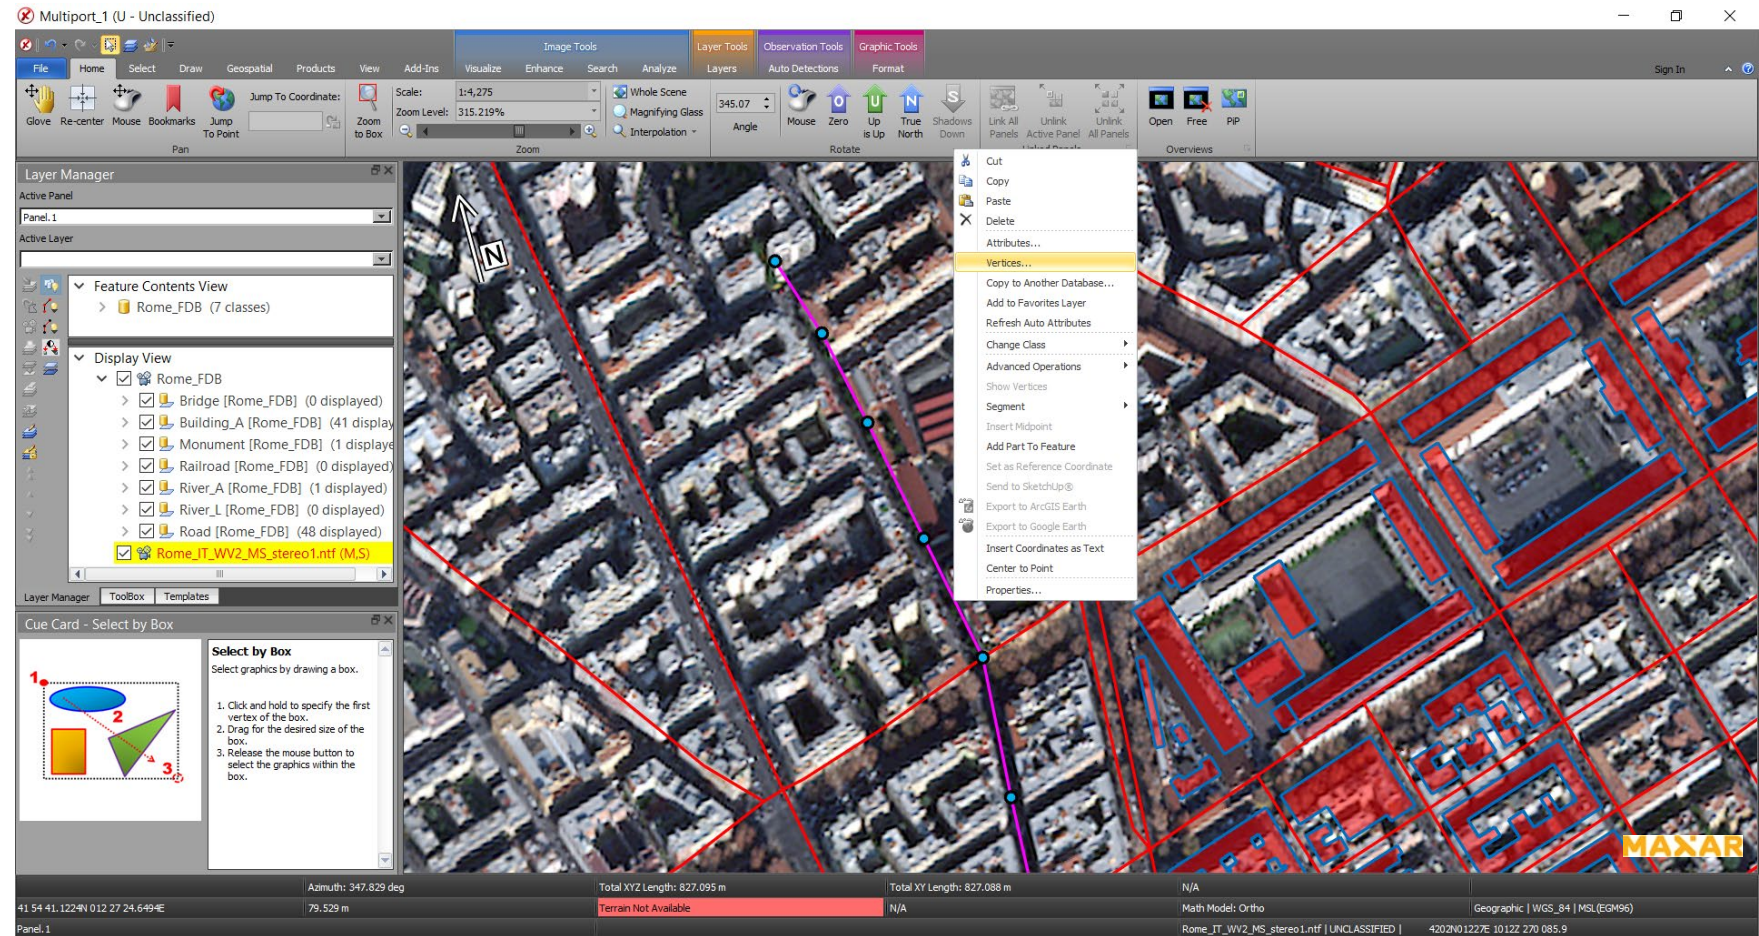 Multiport_1 (U - Unclassified)
Image Tools
Layer Tools
Observation Tools
Graphic Tools
File
Home
Select
Draw
Geospatial
Products
View
Add-Ins
Visualize
Enhance
Search
Analyze
Layers
Auto Detections
Format
Sign In
Glove
Re-center
Mouse
Bookmarks
Jump
To Point
Jump To Coordinate:
Pan
Zoom
to Box
Scale:
1:4,275
Zoom Level:
315.219%
Whole Scene
Magnifying Glass
Interpolation
Zoom
345.07
Angle
Mouse
Zero
Up
is Up
True
North
Shadows
Down
Rotate
Link All
Panels
Unlink
Active Panel
Unlink
All Panels
Linked Panels
Open
Free
PiP
Overviews
Layer Manager
Active Panel
Panel.1
Active Layer
Feature Contents View
Rome_FDB (7 classes)
Display View
Rome_FDB
Bridge [Rome_FDB] (0 displayed)
Building_A [Rome_FDB] (41 display
Monument [Rome_FDB] (1 displaye
Railroad [Rome_FDB] (0 displayed)
River_A [Rome_FDB] (1 displayed)
River_L [Rome_FDB] (0 displayed)
Road [Rome_FDB] (48 displayed)
Rome_IT_WV2_MS_stereo1.ntf (M,S)
Layer Manager
ToolBox
Templates
Cue Card - Select by Box
1
2
3
Select by Box
Select graphics by drawing a box.
1. Click and hold to specify the first
vertex of the box.
2. Drag for the desired size of the
box.
3. Release the mouse button to
select the graphics within the
box.
N
Cut
Copy
Paste
Delete
Attributes...
Vertices...
Copy to Another Database...
Add to Favorites Layer
Refresh Auto Attributes
Change Class
Advanced Operations
Show Vertices
Segment
Insert Midpoint
Add Part To Feature
Set as Reference Coordinate
Send to SketchUp®
Export to ArcGIS Earth
Export to Google Earth
Insert Coordinates as Text
Center to Point
Properties...
MAXAR
Azimuth: 347.829 deg
Total XYZ Length: 827.095 m
Total XY Length: 827.088 m
N/A
41 54 41.1224N 012 27 24.6494E
79.529 m
Terrain Not Available
N/A
Math Model: Ortho
Geographic | WGS_84 | MSL(EGM96)
Panel.1
Rome_IT_WV2_MS_stereo1.ntf | UNCLASSIFIED |
4202N01227E 1012Z 270 085.9